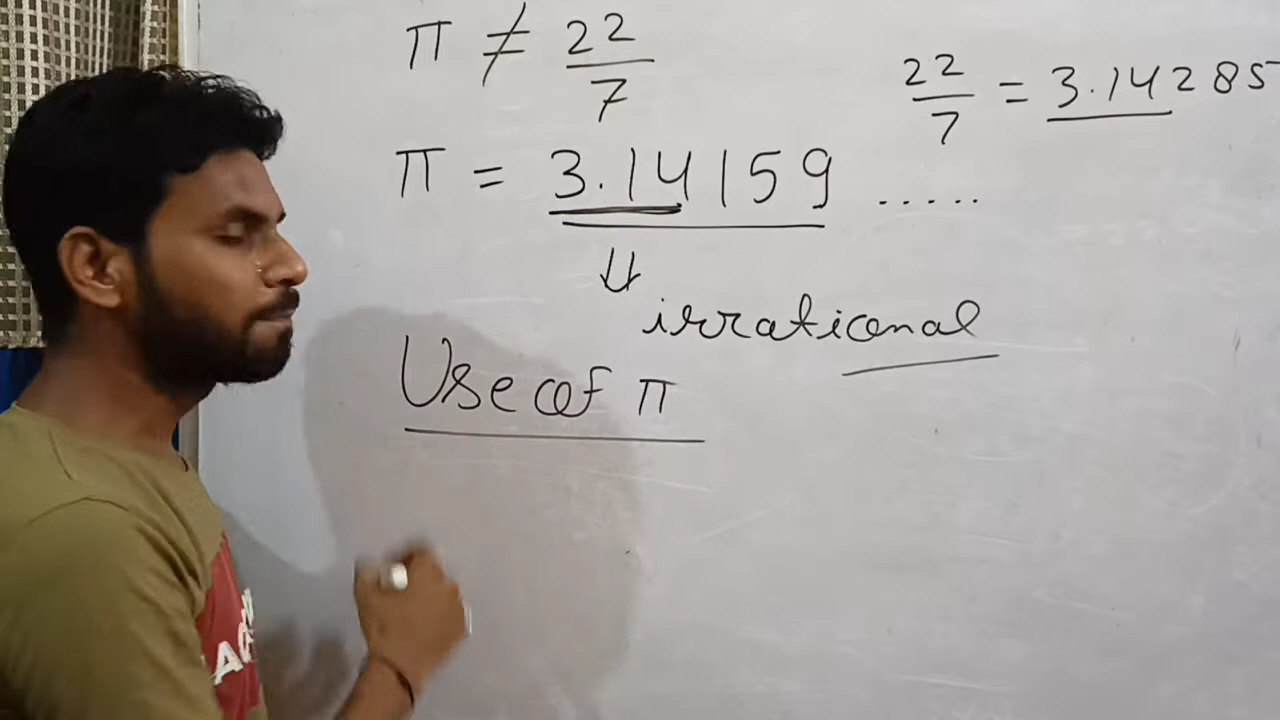 π ≠ 22/7
22/7 = 3.14285
π = 3.14159 .....
⇓ irrational
Use of π